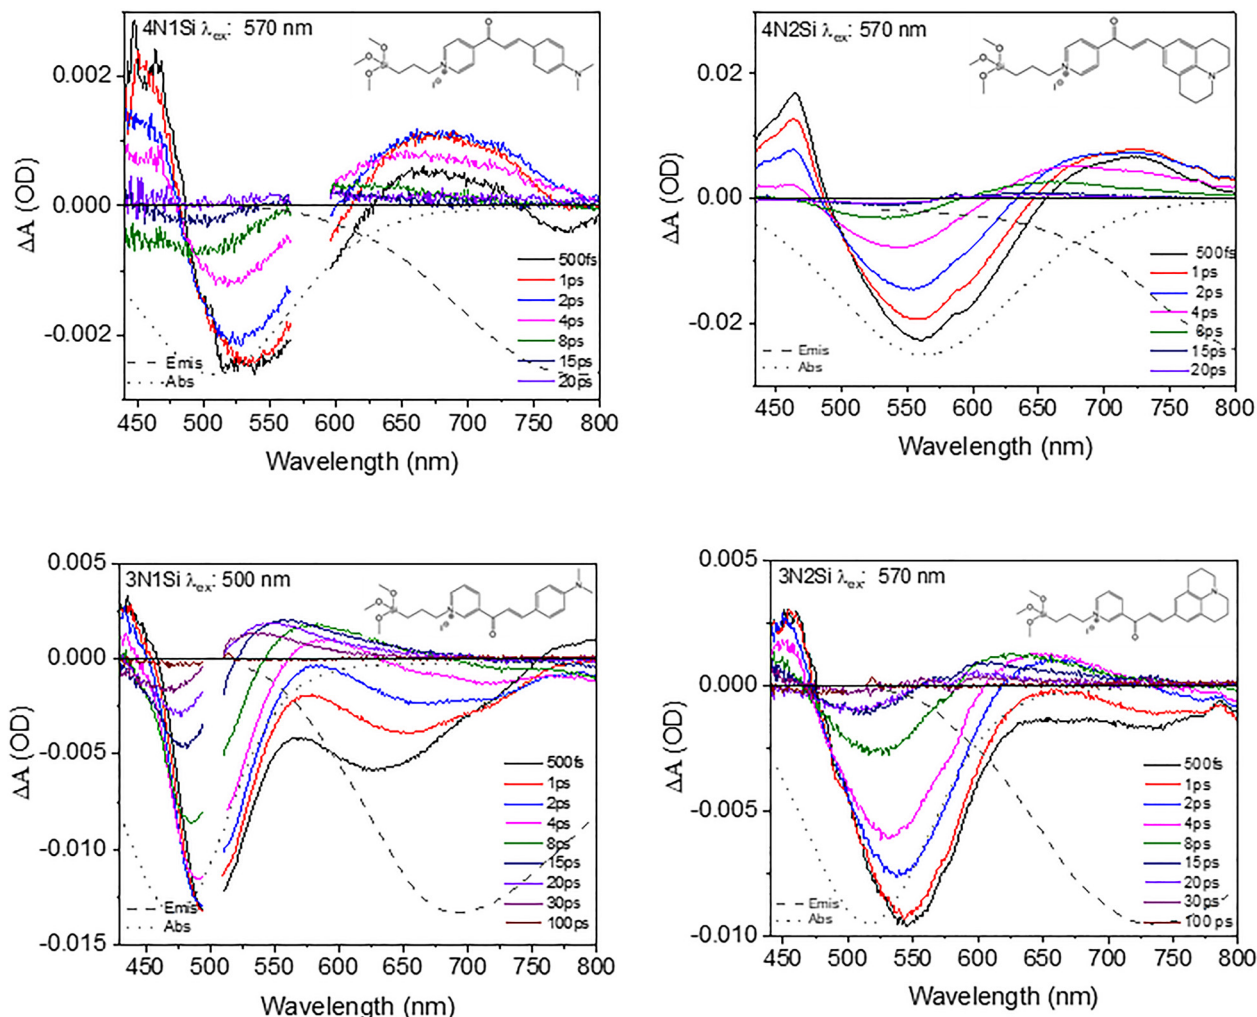 4N1Si λex: 570 nm
0.002
0.000
-0.002
ΔA (OD)
500fs
1ps
2ps
4ps
8ps
15ps
20ps
Emis
Abs
450 500 550 600 650 700 750 800
Wavelength (nm)
O
O
O
Si
N
I
O
N
4N2Si λex: 570 nm
0.02
0.00
-0.02
ΔA (OD)
500fs
1ps
2ps
4ps
15ps
20ps
Emis
Abs
450 500 550 600 650 700 750 800
Wavelength (nm)
O
O
O
Si
N
I
O
N
3N1Si λex: 500 nm
0.005
0.000
-0.005
-0.010
-0.015
ΔA (OD)
500fs
1ps
2ps
4ps
8ps
15ps
20ps
30ps
100ps
Emis
Abs
450 500 550 600 650 700 750 800
Wavelength (nm)
O
O
O
Si
N
I
O
N
3N2Si λex: 570 nm
0.005
0.000
-0.005
-0.010
ΔA (OD)
500fs
1ps
2ps
4ps
8ps
15ps
20ps
30ps
100 ps
Emis
Abs
450 500 550 600 650 700 750 800
Wavelength (nm)
O
O
O
Si
N
I
O
N